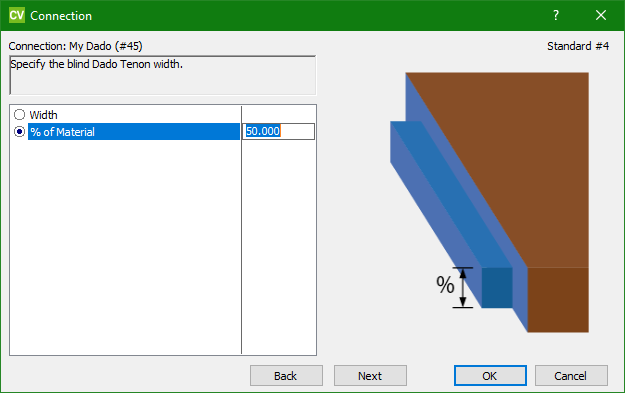 CV Connection
Connection: My Dado (#45)
Standard #4
Specify the blind Dado Tenon width.
Width
% of Material 50.000
%
Back Next OK Cancel